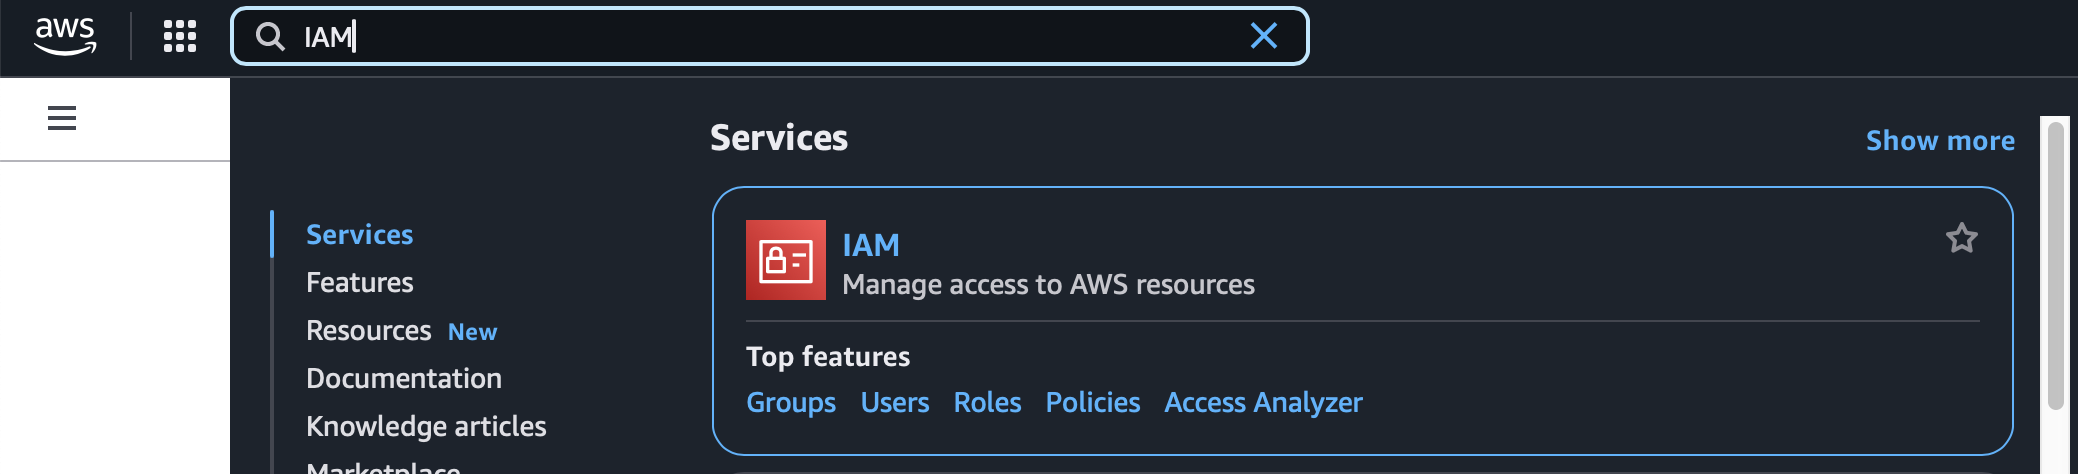 aws
IAM
Services
Show more
Services
Features
Resources New
Documentation
Knowledge articles
Marketplace
IAM
Manage access to AWS resources
Top features
Groups Users Roles Policies Access Analyzer